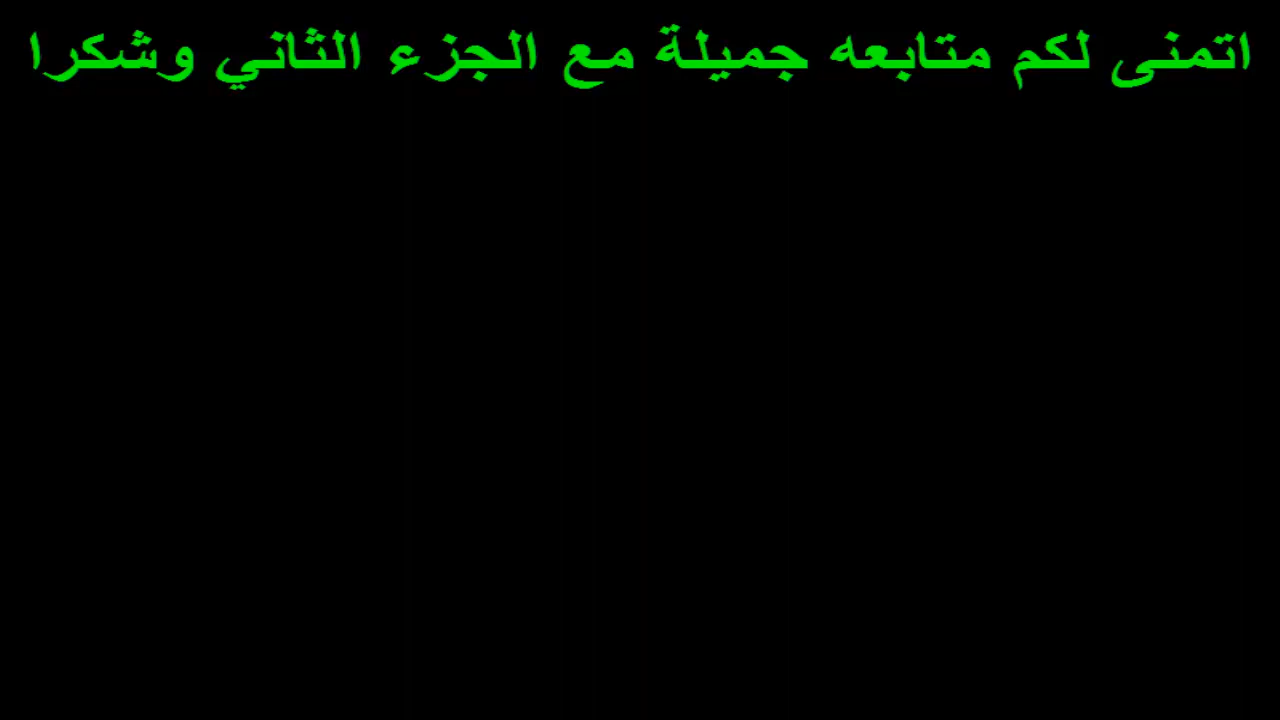 اتمنى لكم متابعه جميلة مع الجزء الثاني وشكرا